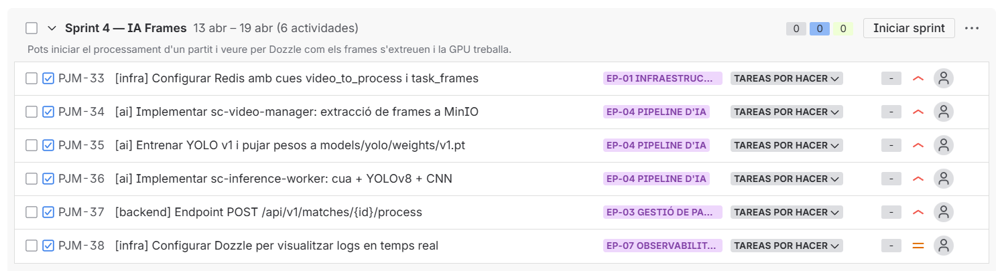 Sprint 4 — IA Frames 13 abr – 19 abr (6 actividades) 0 0 0 Iniciar sprint
Pots iniciar el processament d'un partit i veure per Dozzle com els frames s'extreuen i la GPU treballa.
PJM-33 [infra] Configurar Redis amb cues video_to_process i task_frames EP-01 INFRAESTRUC... TAREAS POR HACER -
PJM-34 [ai] Implementar sc-video-manager: extracció de frames a MinIO EP-04 PIPELINE D'IA TAREAS POR HACER -
PJM-35 [ai] Entrenar YOLO v1 i pujar pesos a models/yolo/weights/v1.pt EP-04 PIPELINE D'IA TAREAS POR HACER -
PJM-36 [ai] Implementar sc-inference-worker: cua + YOLOv8 + CNN EP-04 PIPELINE D'IA TAREAS POR HACER -
PJM-37 [backend] Endpoint POST /api/v1/matches/{id}/process EP-03 GESTIÓ DE PA... TAREAS POR HACER -
PJM-38 [infra] Configurar Dozzle per visualitzar logs en temps real EP-07 OBSERVABILIT... TAREAS POR HACER -